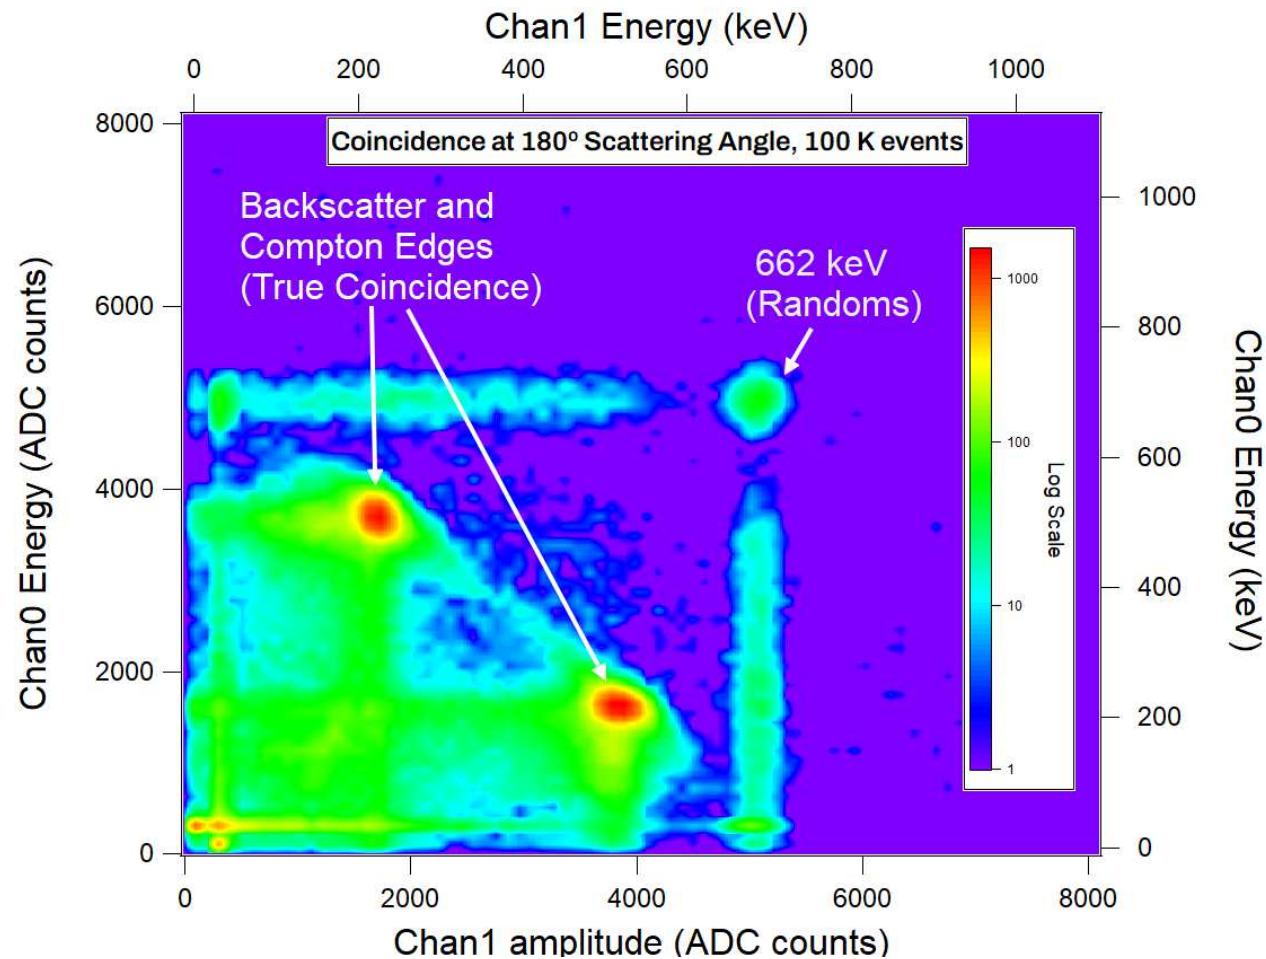 Chan1 Energy (keV)
0 200 400 600 800 1000
Coincidence at 180º Scattering Angle, 100 K events
Backscatter and
Compton Edges
(True Coincidence)
662 keV
(Randoms)
8000
6000
4000
2000
0
Chan0 Energy (ADC counts)
1000
100
10
1
Log Scale
1000
800
600
400
200
0
Chan0 Energy (keV)
0 2000 4000 6000 8000
Chan1 amplitude (ADC counts)